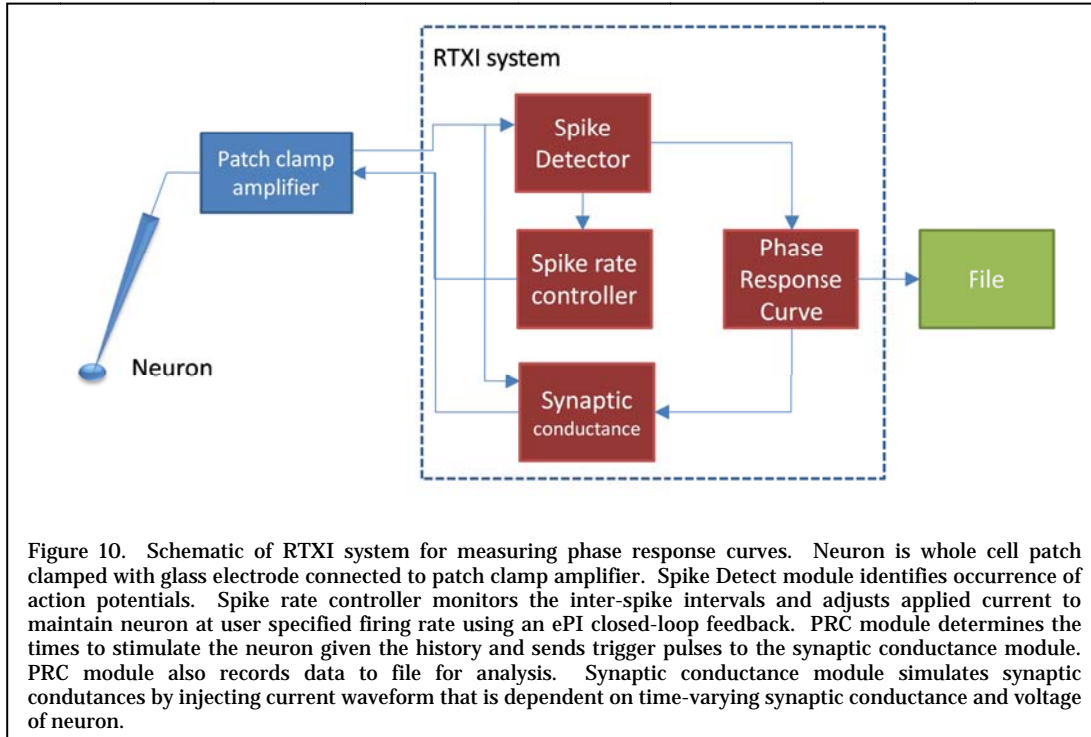 RTXI system
Spike
Detector
Patch clamp
amplifier
Spike rate
controller
Phase
Response
Curve
File
Neuron
Synaptic
conductance
Figure 10. Schematic of RTXI system for measuring phase response curves. Neuron is whole cell patch
clamped with glass electrode connected to patch clamp amplifier. Spike Detect module identifies occurrence of
action potentials. Spike rate controller monitors the inter-spike intervals and adjusts applied current to
maintain neuron at user specified firing rate using an ePI closed-loop feedback. PRC module determines the
times to stimulate the neuron given the history and sends trigger pulses to the synaptic conductance module.
PRC module also records data to file for analysis. Synaptic conductance module simulates synaptic
condutances by injecting current waveform that is dependent on time-varying synaptic conductance and voltage
of neuron.